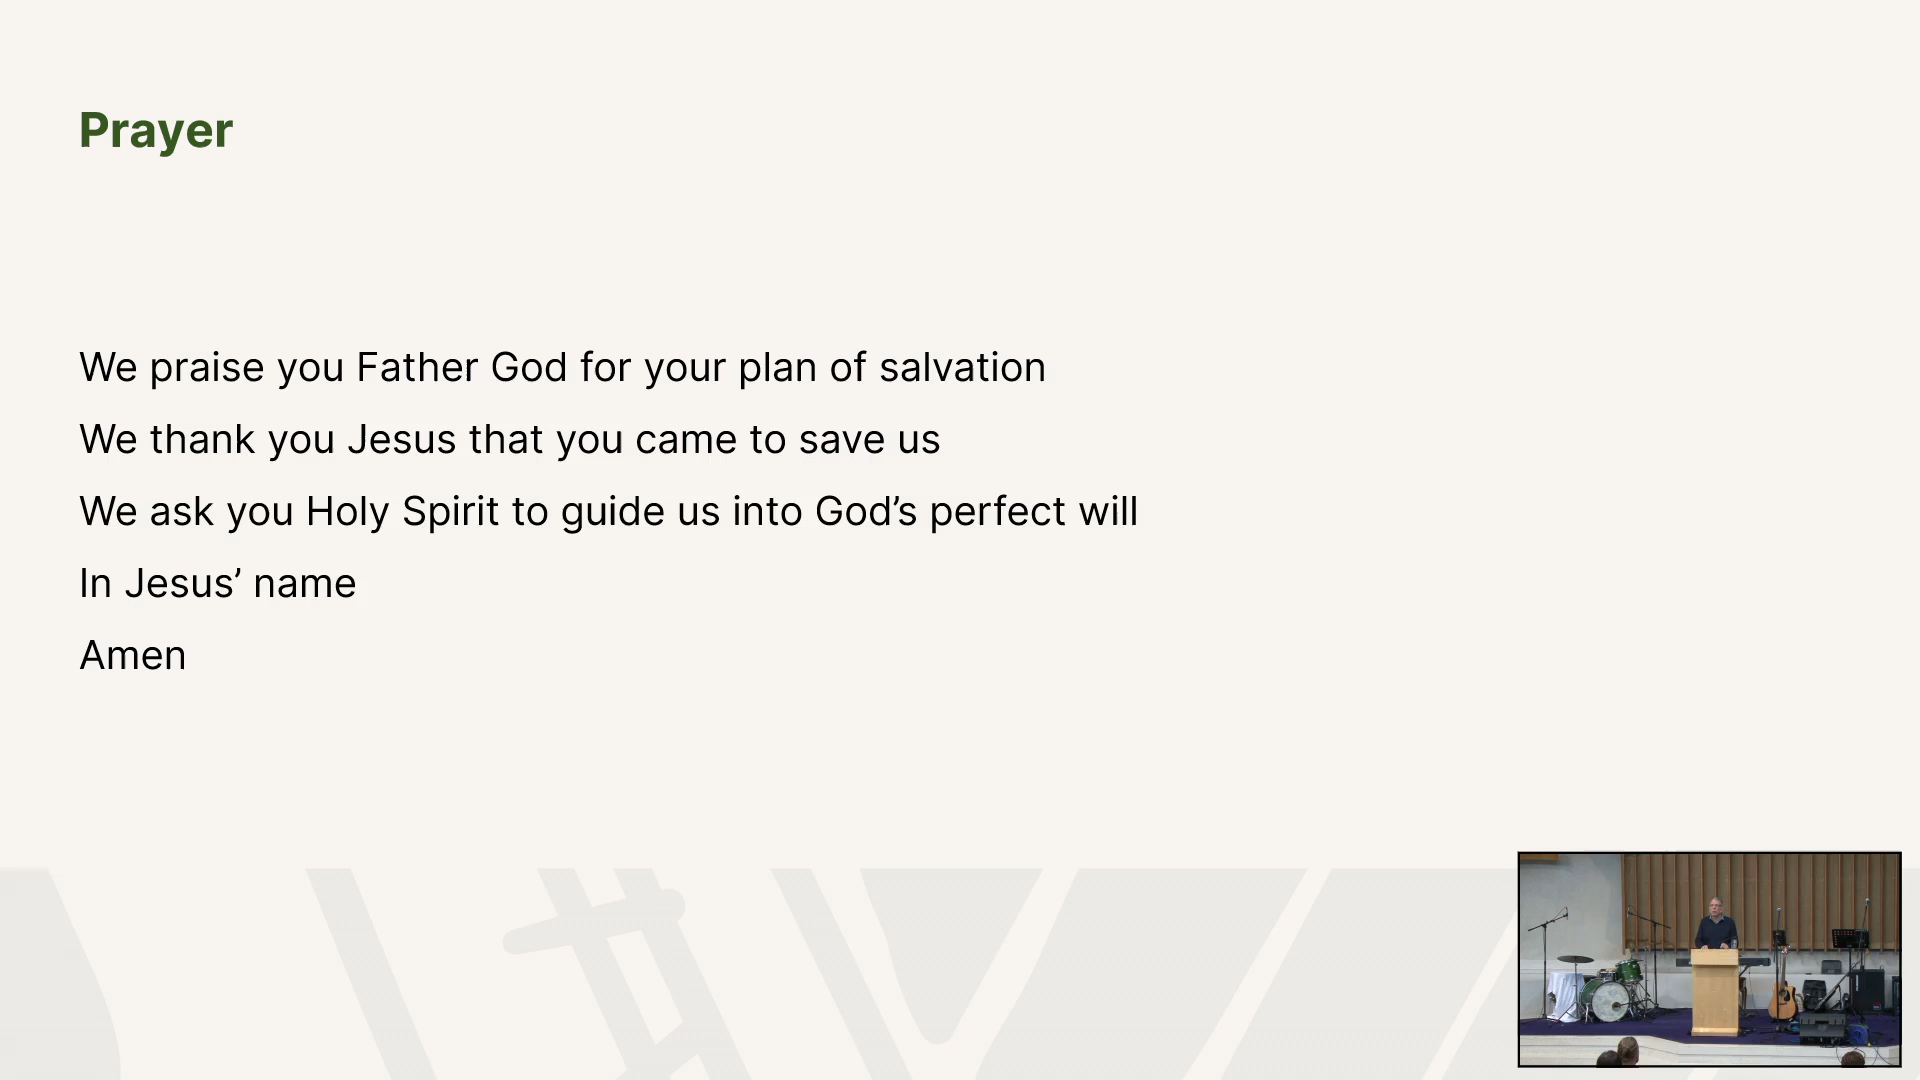 Prayer
We praise you Father God for your plan of salvation
We thank you Jesus that you came to save us
We ask you Holy Spirit to guide us into God’s perfect will
In Jesus’ name
Amen